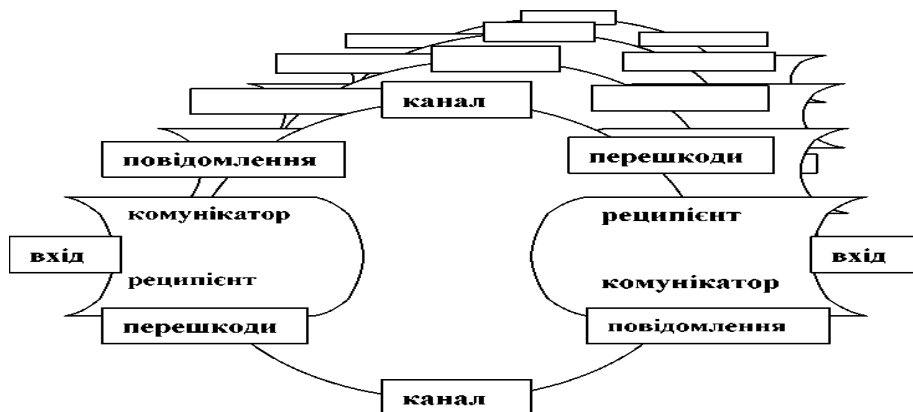 канал
повідомлення
перешкоди
комунікатор
реципієнт
вхід
вхід
реципієнт
комунікатор
перешкоди
повідомлення
канал